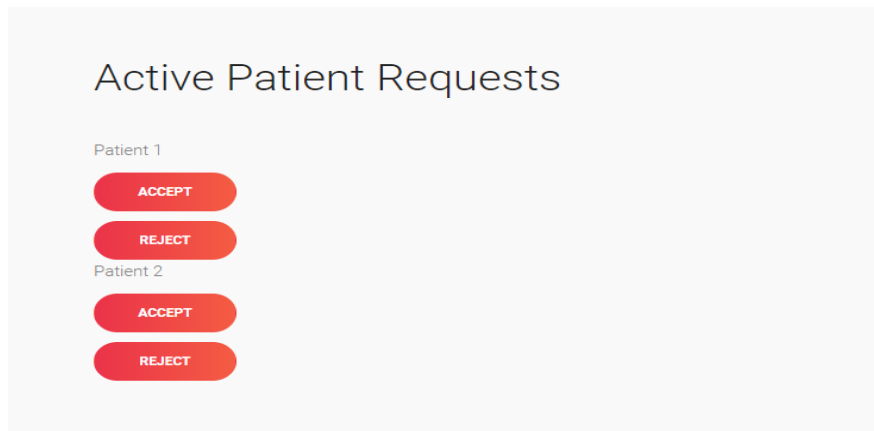 Active Patient Requests
Patient 1
ACCEPT
REJECT
Patient 2
ACCEPT
REJECT